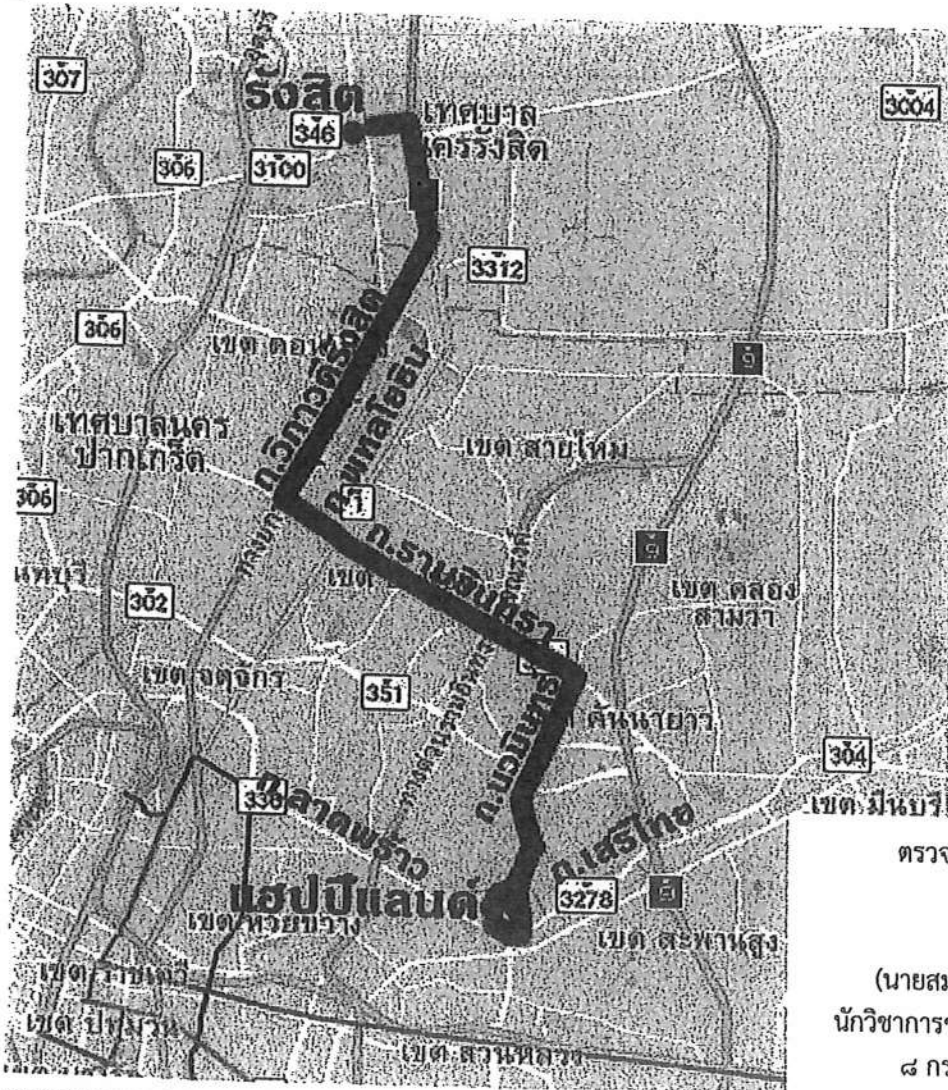 307
รังสิต
346
เทศบาล
นครรังสิต
3004
306
3100
3312
306
ถ.วิภาวดีรังสิต
ถ.พหลโยธิน
เทศบาลนคร
ปากเกร็ด
เขต สายไหม
1
306
ถ.รามอินทรา
302
เขต
เขต คลอง
สามวา
เขต จตุจักร
351
ถ.นวมินทร์
คันนายาว
304
ถ.ลาดพร้าว
เขต มีนบุรี
ถ.เสรีไทย
แฮปปี้แลนด์
3278
เขต ห้วยขวาง
เขต สะพานสูง
เขต ราชเทวี
เขต ปทุมวัน
เขต สวนหลวง
ตรวจ
(นายสม
นักวิชาการ
๘ กร